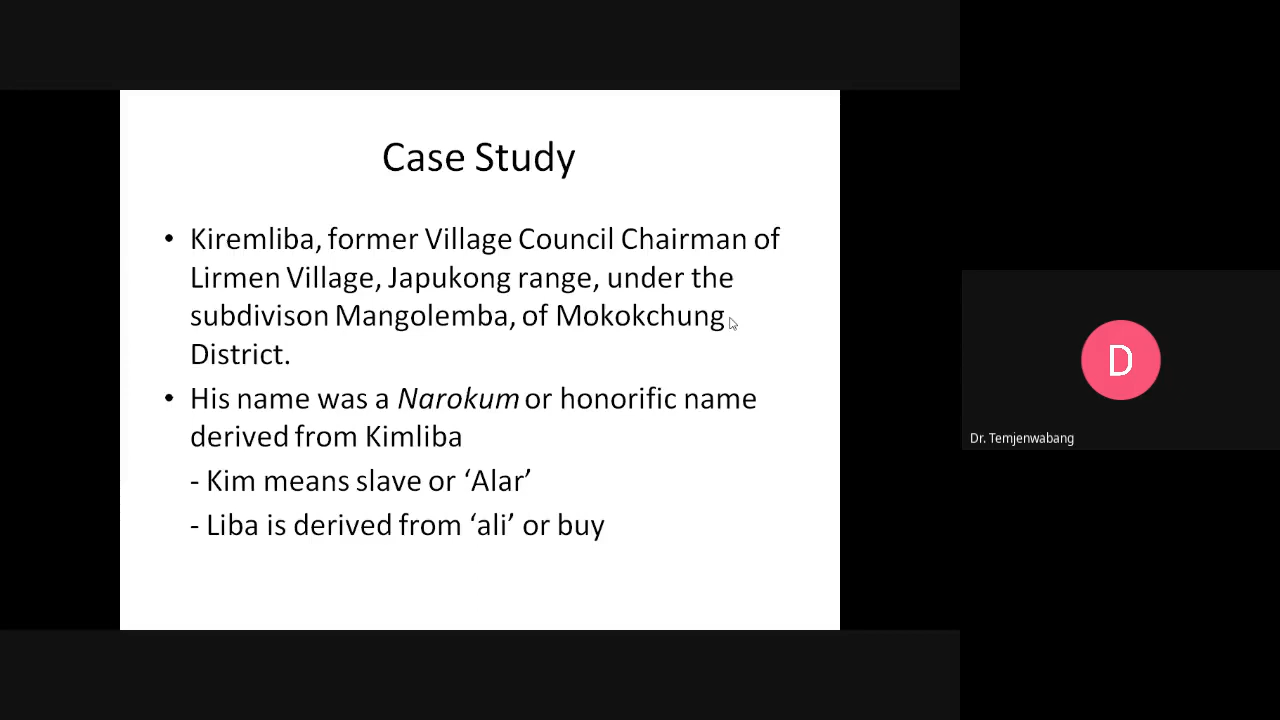 Case Study
• Kiremliba, former Village Council Chairman of
Lirmen Village, Japukong range, under the
subdivison Mangolemba, of Mokokchung
District.
• His name was a Narokum or honorific name
derived from Kimliba
- Kim means slave or ‘Alar’
- Liba is derived from ‘ali’ or buy
D
Dr. Temjenwabang